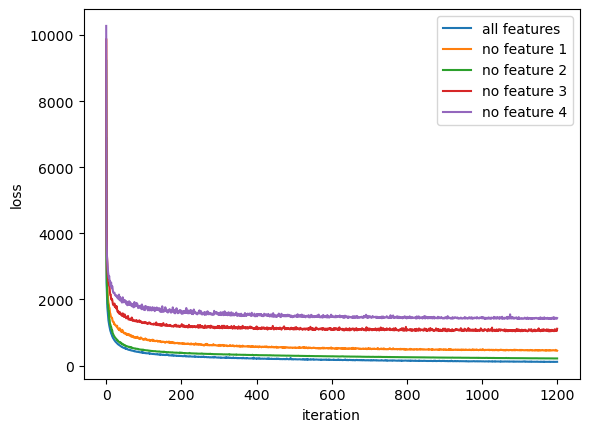 10000
8000
6000
4000
2000
0
loss
0
200
400
600
800
1000
1200
iteration
all features
no feature 1
no feature 2
no feature 3
no feature 4